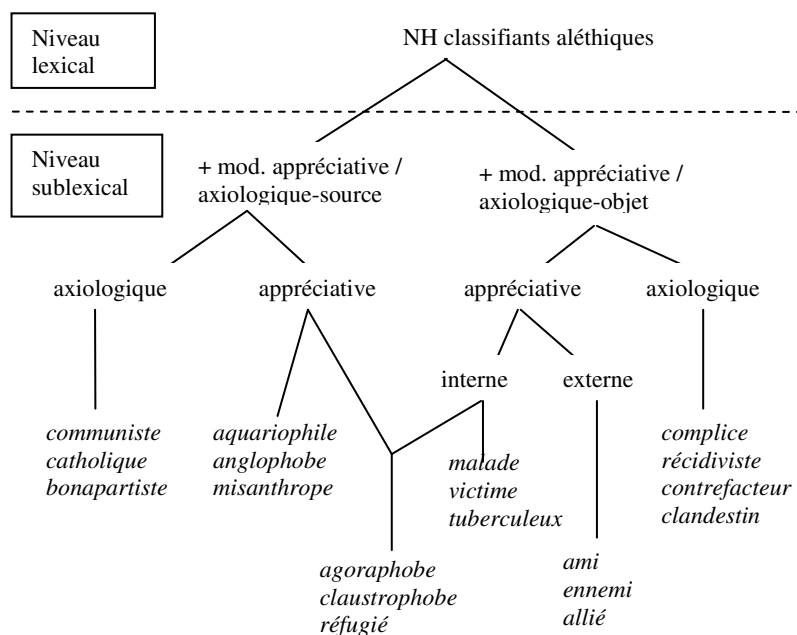 Niveau
lexical
NH classifiants aléthiques
Niveau
sublexical
+ mod. appréciative /
axiologique-source
+ mod. appréciative /
axiologique-objet
axiologique
appréciative
appréciative
axiologique
interne
externe
communiste
catholique
bonapartiste
aquariophile
anglophobe
misanthrope
malade
victime
tuberculeux
complice
récidiviste
contrefacteur
clandestin
agoraphobe
claustrophobe
réfugié
ami
ennemi
allié